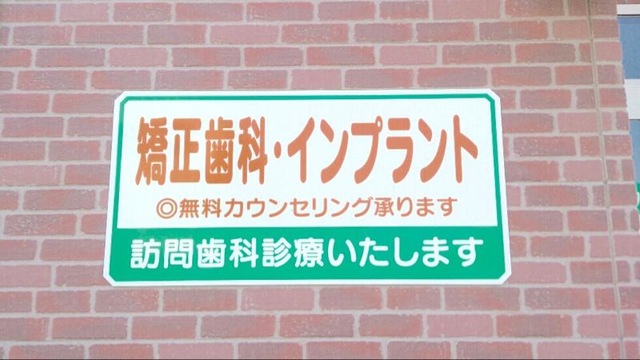 矯正歯科・インプラント
◎無料カウンセリング承ります
訪問歯科診療いたします